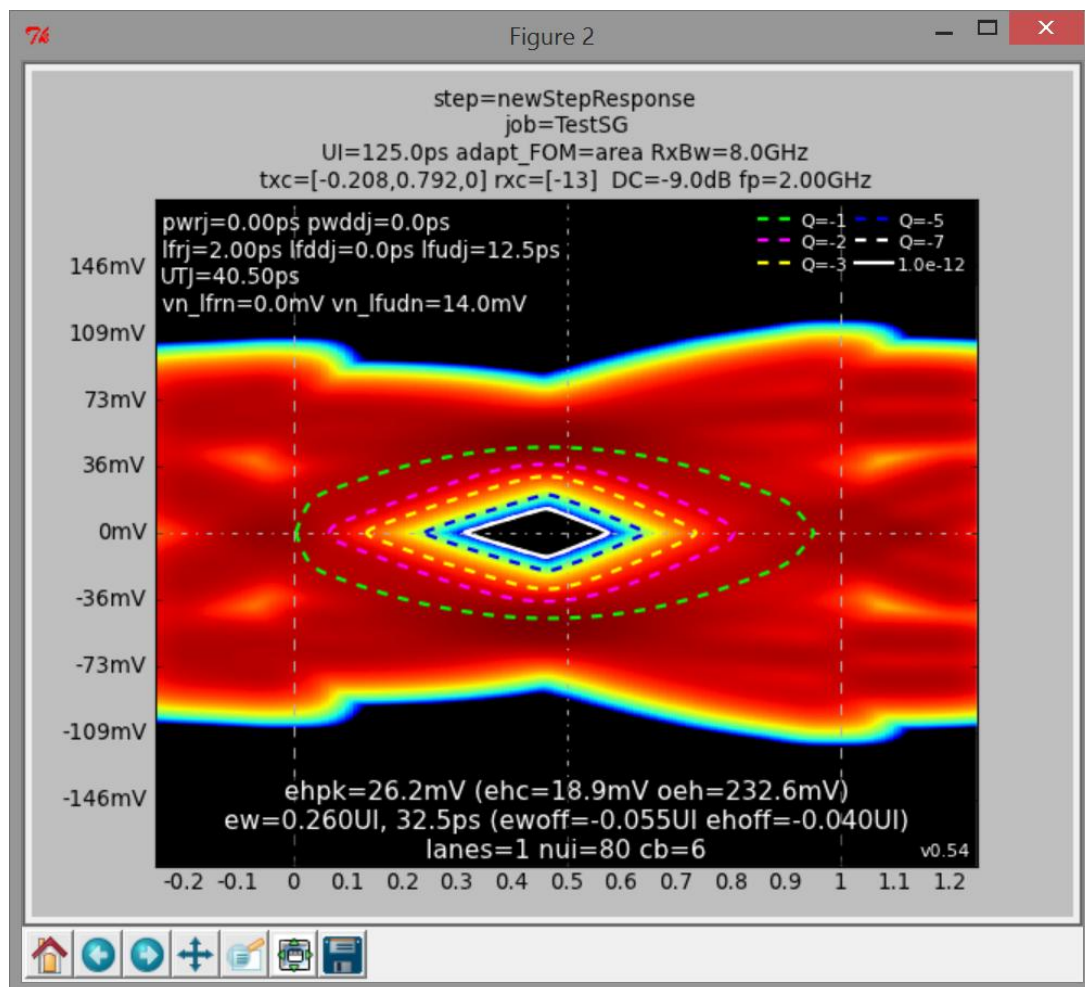 Tk
Figure 2
step=newStepResponse
job=TestSG
UI=125.0ps adapt_FOM=area RxBw=8.0GHz
txc=[-0.208,0.792,0] rxc=[-13] DC=-9.0dB fp=2.00GHz
pwrj=0.00ps pwddj=0.0ps
lfrj=2.00ps lfddj=0.0ps lfudj=12.5ps
UTJ=40.50ps
vn_lfrn=0.0mV vn_lfudn=14.0mV
Q=-1 Q=-5
Q=-2 Q=-7
Q=-3 1.0e-12
146mV
109mV
73mV
36mV
0mV
-36mV
-73mV
-109mV
-146mV
ehpk=26.2mV (ehc=18.9mV oeh=232.6mV)
ew=0.260UI, 32.5ps (ewoff=-0.055UI ehoff=-0.040UI)
lanes=1 nui=80 cb=6
v0.54
-0.2 -0.1 0 0.1 0.2 0.3 0.4 0.5 0.6 0.7 0.8 0.9 1 1.1 1.2